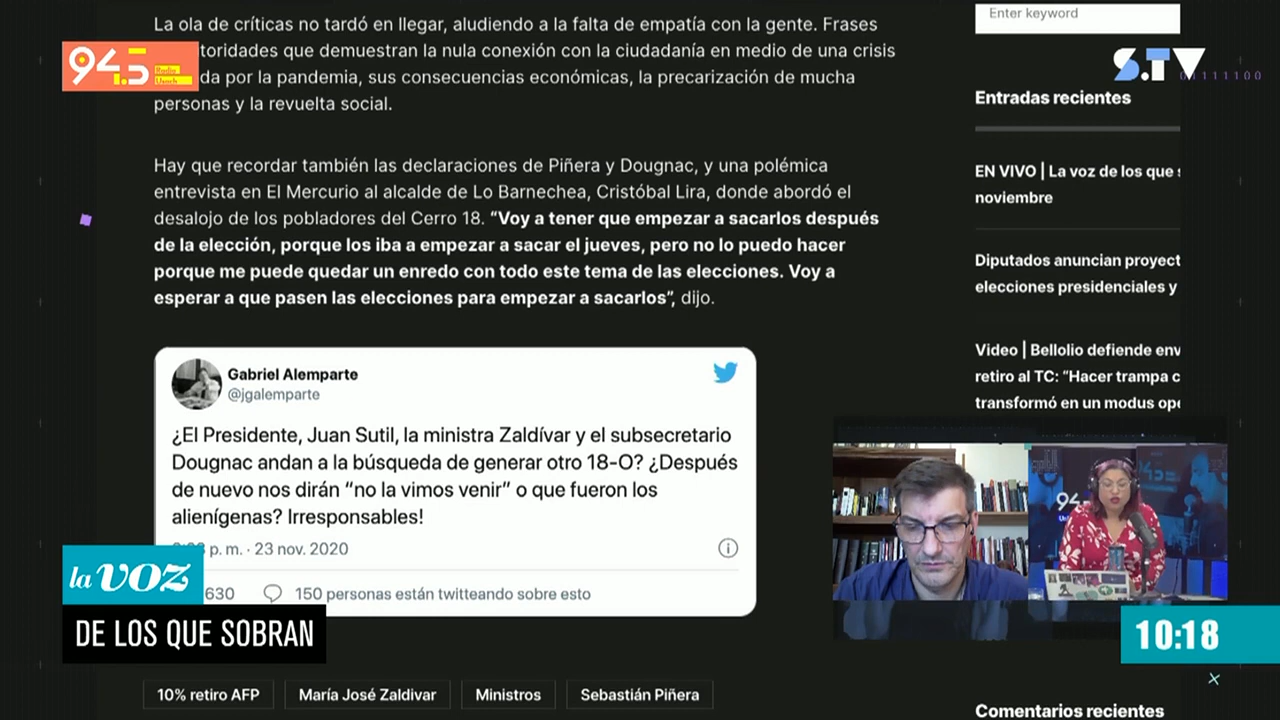 La ola de críticas no tardó en llegar, aludiendo a la falta de empatía con la gente. Frases
toridades que demuestran la nula conexión con la ciudadanía en medio de una crisis
da por la pandemia, sus consecuencias económicas, la precarización de mucha
personas y la revuelta social.
Hay que recordar también las declaraciones de Piñera y Dougnac, y una polémica
entrevista en El Mercurio al alcalde de Lo Barnechea, Cristóbal Lira, donde abordó el
desalojo de los pobladores del Cerro 18. “Voy a tener que empezar a sacarlos después
de la elección, porque los iba a empezar a sacar el jueves, pero no lo puedo hacer
porque me puede quedar un enredo con todo este tema de las elecciones. Voy a
esperar a que pasen las elecciones para empezar a sacarlos”, dijo.
Gabriel Alemparte
@jgalemparte
¿El Presidente, Juan Sutil, la ministra Zaldívar y el subsecretario
Dougnac andan a la búsqueda de generar otro 18-O? ¿Después
de nuevo nos dirán “no la vimos venir” o que fueron los
alienígenas? Irresponsables!
p. m. · 23 nov. 2020
630 150 personas están twitteando sobre esto
10% retiro AFP
María José Zaldivar
Ministros
Sebastián Piñera
Enter keyword
Entradas recientes
EN VIVO | La voz de los que s
noviembre
Diputados anuncian proyect
elecciones presidenciales y
Video | Bellolio defiende env
retiro al TC: “Hacer trampa c
transformó en un modus ope
Comentarios recientes
94.5
Radio
Usach
S.TV
01111100
94
la voz
DE LOS QUE SOBRAN
10:18